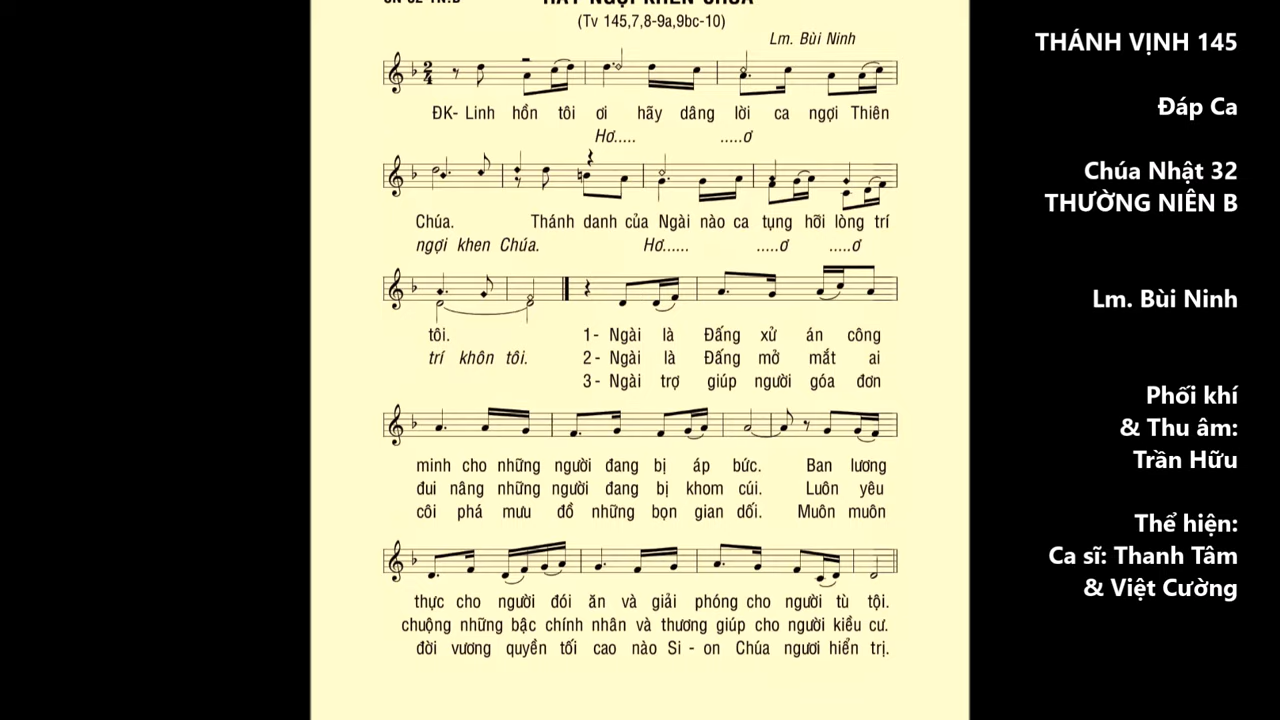 CN 32 TN.B
HÃY NGỢI KHEN CHÚA
(Tv 145,7,8-9a,9bc-10)
Lm. Bùi Ninh
ĐK- Linh hồn tôi ơi hãy dâng lời ca ngợi Thiên
Hơ..... .....ơ
Chúa. Thánh danh của Ngài nào ca tụng hỡi lòng trí
ngợi khen Chúa. Hơ...... .....ơ .....ơ
tôi. 1- Ngài là Đấng xử án công
trí khôn tôi. 2- Ngài là Đấng mở mắt ai
3- Ngài trợ giúp người góa đơn
minh cho những người đang bị áp bức. Ban lương
đui nâng những người đang bị khom cúi. Luôn yêu
côi phá mưu đồ những bọn gian dối. Muôn muôn
thực cho người đói ăn và giải phóng cho người tù tội.
chuộng những bậc chính nhân và thương giúp cho người kiều cư.
đời vương quyền tối cao nào Si - on Chúa ngươi hiển trị.
THÁNH VỊNH 145
Đáp Ca
Chúa Nhật 32
THƯỜNG NIÊN B
Lm. Bùi Ninh
Phối khí
& Thu âm:
Trần Hữu
Thể hiện:
Ca sĩ: Thanh Tâm
& Việt Cường